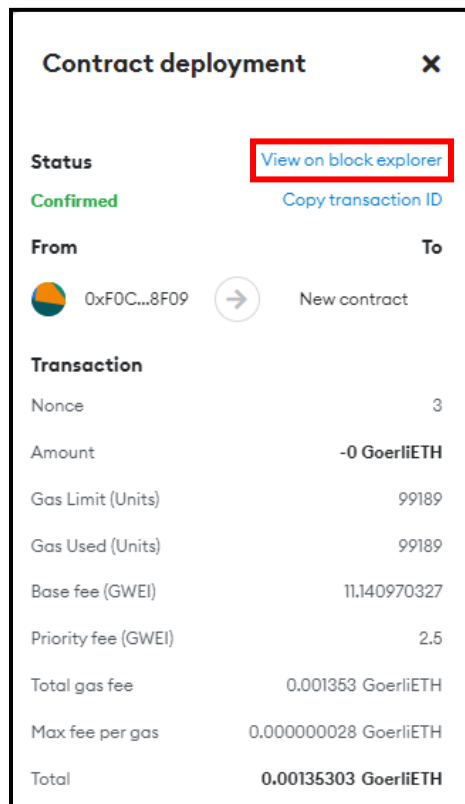 Contract deployment ×
Status View on block explorer
Confirmed Copy transaction ID
From To
0xF0C...8F09 New contract
Transaction
Nonce 3
Amount -0 GoerliETH
Gas Limit (Units) 99189
Gas Used (Units) 99189
Base fee (GWEI) 11.140970327
Priority fee (GWEI) 2.5
Total gas fee 0.001353 GoerliETH
Max fee per gas 0.000000028 GoerliETH
Total 0.00135303 GoerliETH